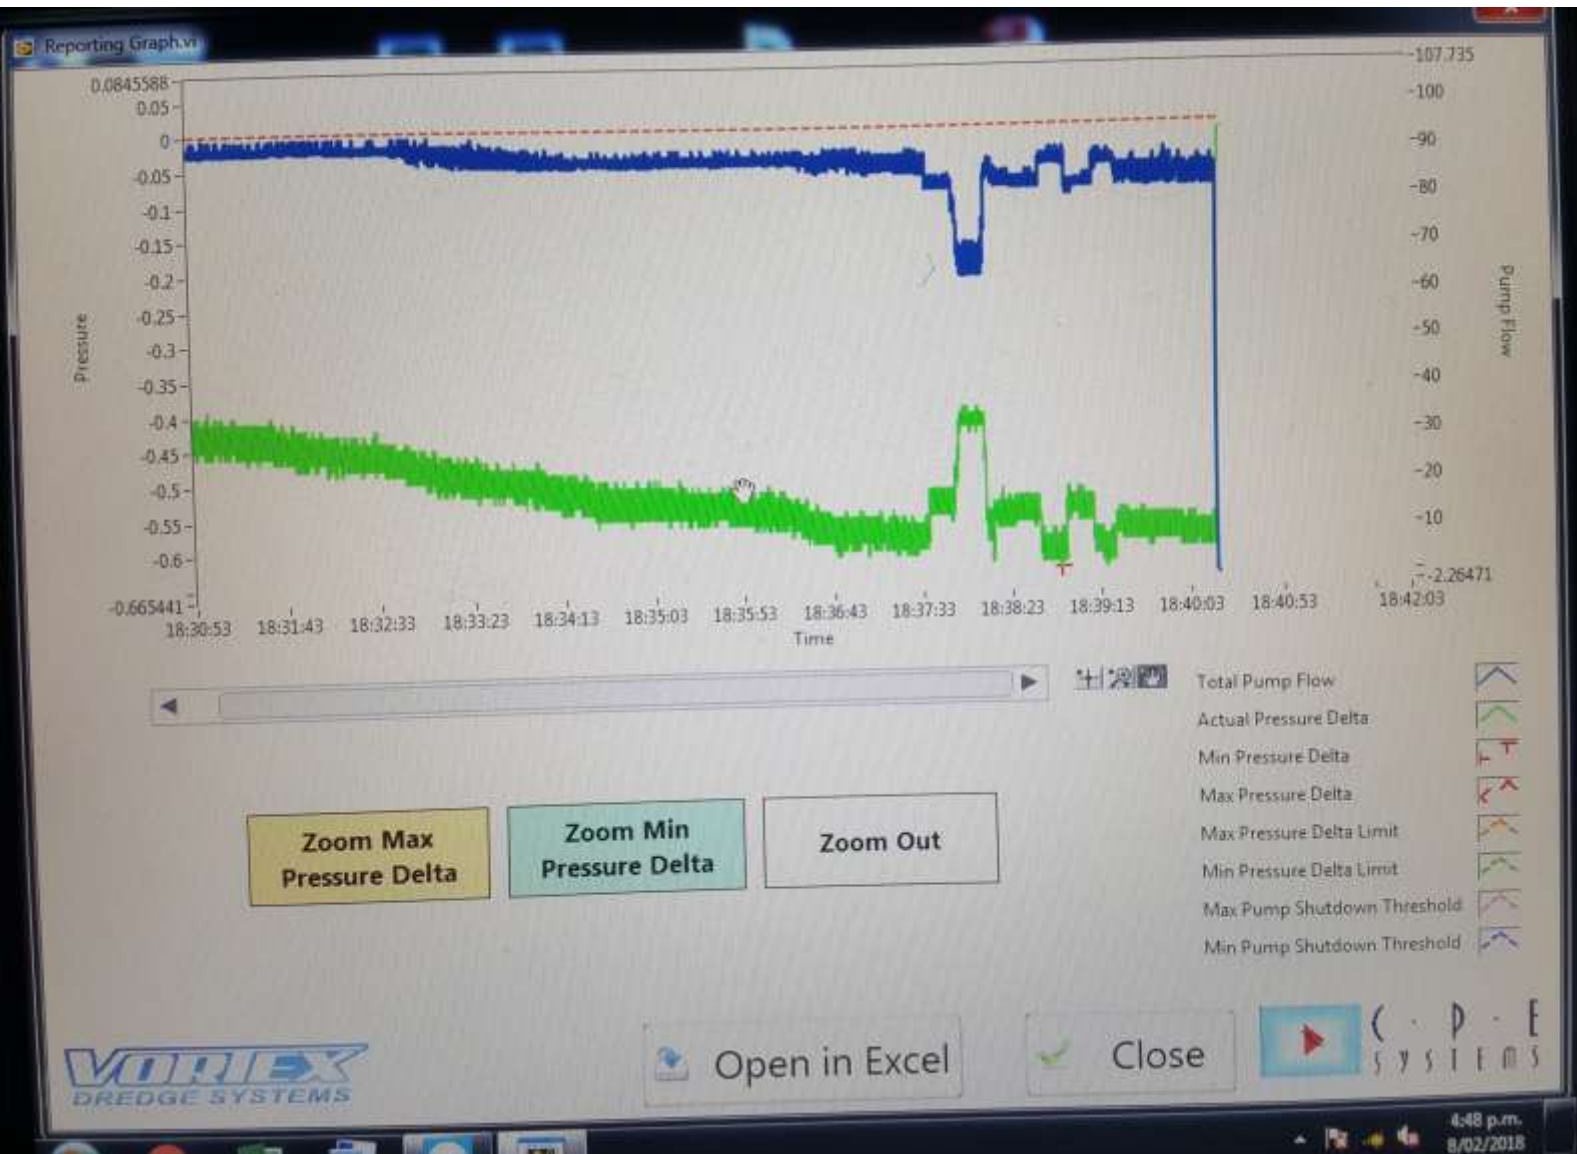 Reporting Graph.vi
0.0845588
0.05
0
-0.05
-0.1
-0.15
-0.2
-0.25
-0.3
-0.35
-0.4
-0.45
-0.5
-0.55
-0.6
-0.665441
Pressure
107.735
100
90
80
70
60
50
40
30
20
10
-2.26471
Pump Flow
18:30:53 18:31:43 18:32:33 18:33:23 18:34:13 18:35:03 18:35:53 18:36:43 18:37:33 18:38:23 18:39:13 18:40:03 18:40:53 18:42:03
Time
Total Pump Flow
Actual Pressure Delta
Min Pressure Delta
Max Pressure Delta
Max Pressure Delta Limit
Min Pressure Delta Limit
Max Pump Shutdown Threshold
Min Pump Shutdown Threshold
Zoom Max
Pressure Delta
Zoom Min
Pressure Delta
Zoom Out
VORTEX
DREDGE SYSTEMS
Open in Excel
Close
C · P · E
SYSTEMS
4:48 p.m.
8/02/2018